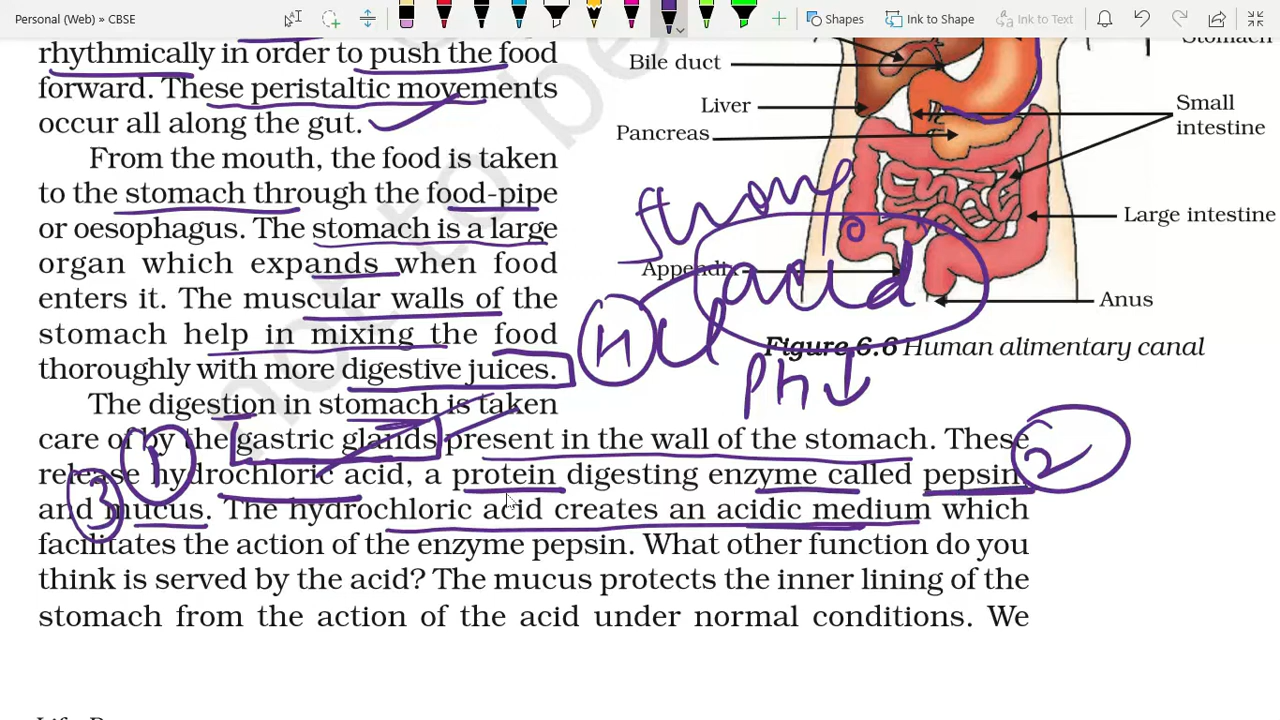 Personal (Web) » CBSE
Shapes
Ink to Shape
Ink to Text
rhythmically in order to push the food
forward. These peristaltic movements
occur all along the gut.
From the mouth, the food is taken
to the stomach through the food-pipe
or oesophagus. The stomach is a large
organ which expands when food
enters it. The muscular walls of the
stomach help in mixing the food
thoroughly with more digestive juices.
The digestion in stomach is taken
care of by the gastric glands present in the wall of the stomach. These
release hydrochloric acid, a protein digesting enzyme called pepsin,
and mucus. The hydrochloric acid creates an acidic medium which
facilitates the action of the enzyme pepsin. What other function do you
think is served by the acid? The mucus protects the inner lining of the
stomach from the action of the acid under normal conditions. We
Stomach
Bile duct
Liver
Pancreas
Small
intestine
Large intestine
Appendix
Anus
Figure 6.6 Human alimentary canal
Strong
acid
HCl
PH↓
1
2
3
not to be